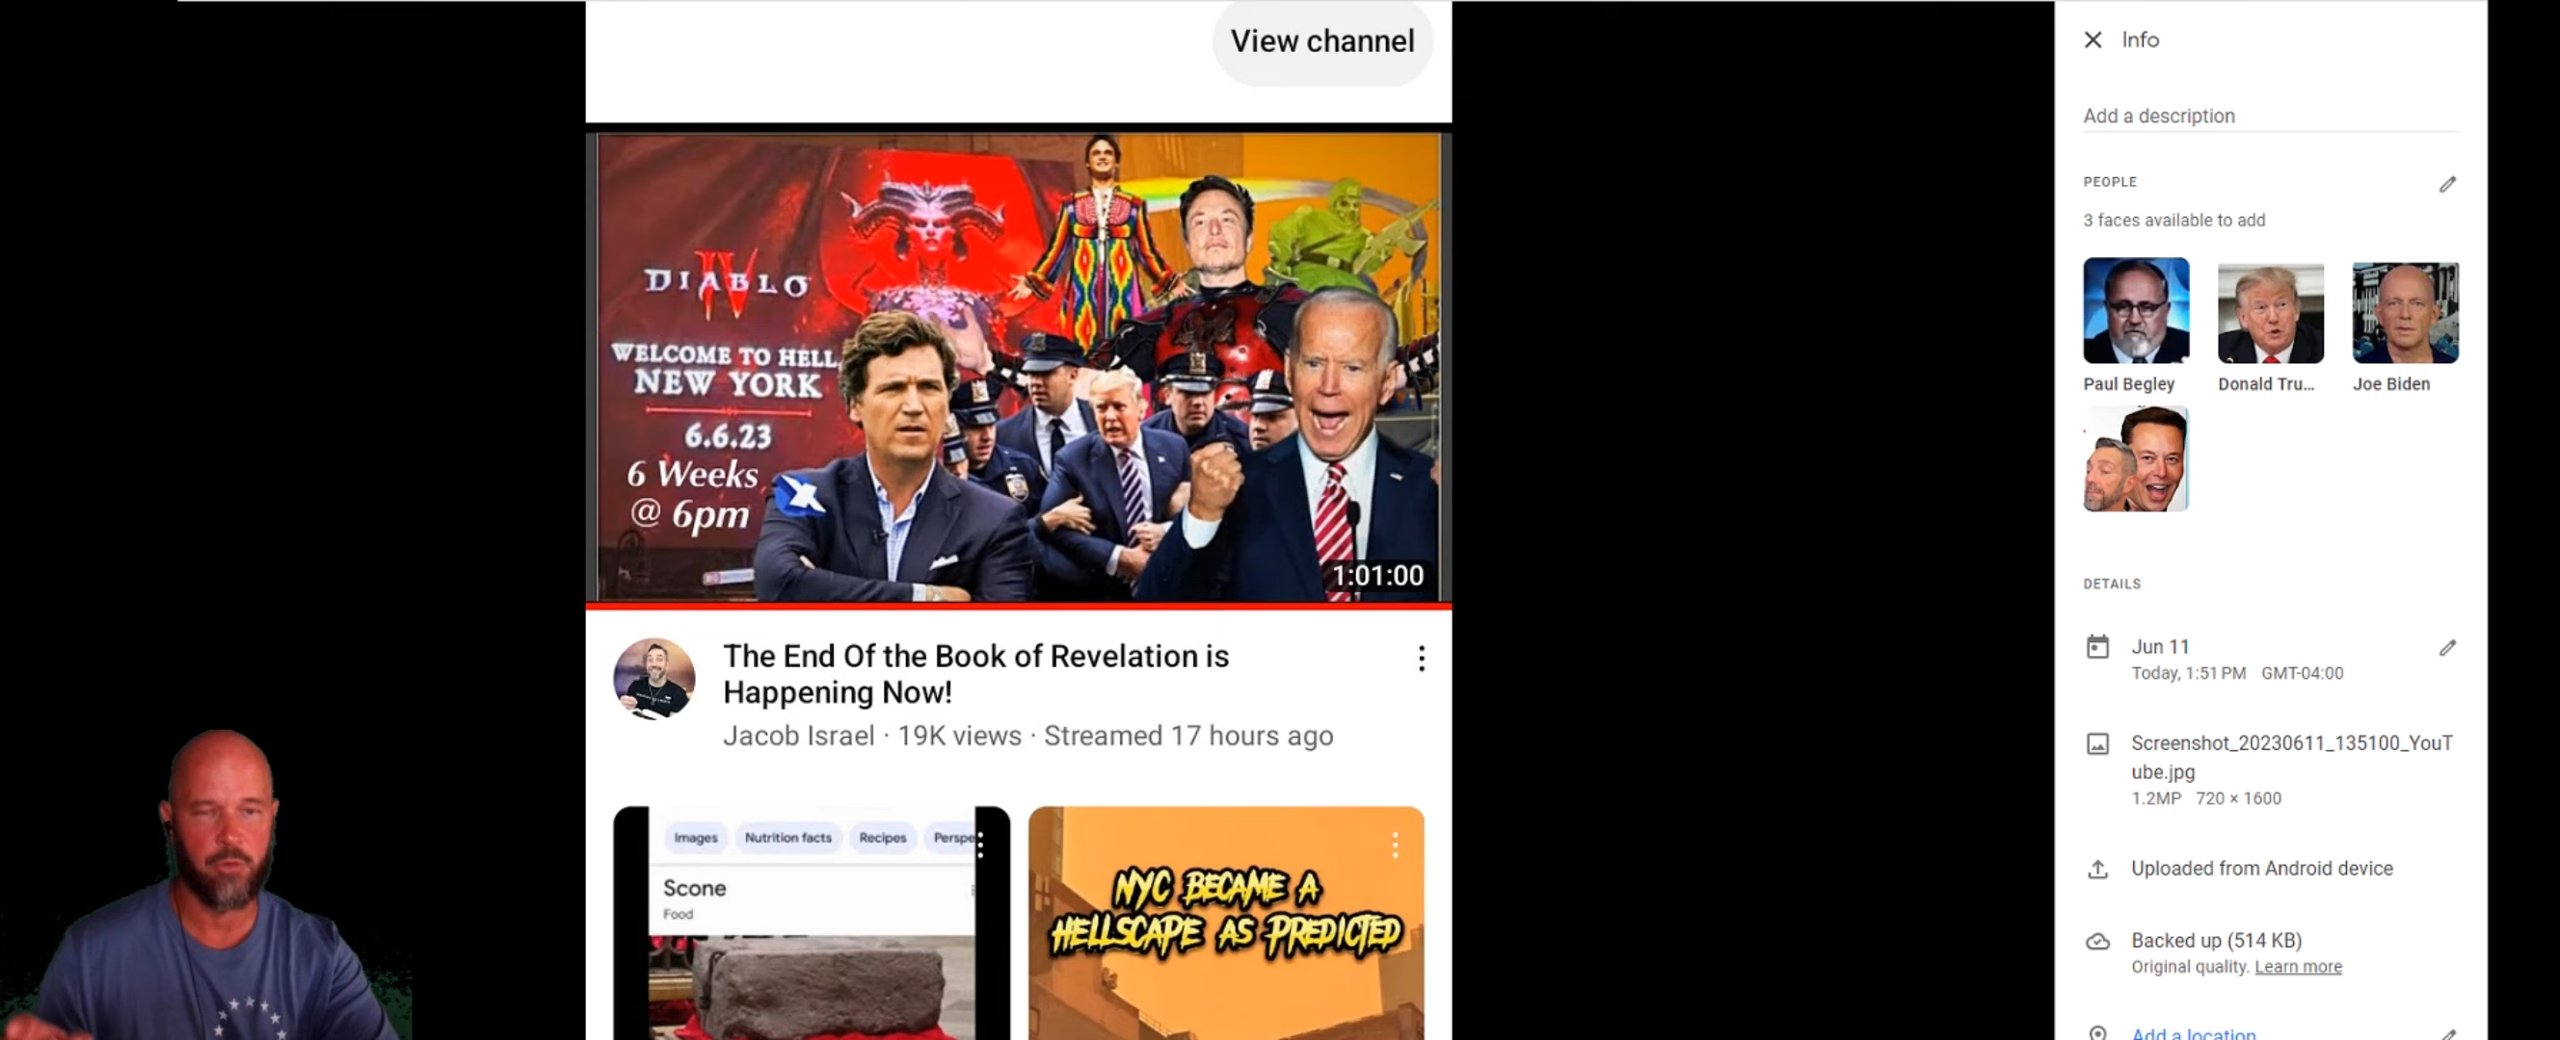 View channel
DIABLO
IV
WELCOME TO HELL,
NEW YORK
6.6.23
6 Weeks
@ 6pm
1:01:00
The End Of the Book of Revelation is
Happening Now!
Jacob Israel · 19K views · Streamed 17 hours ago
Images Nutrition facts Recipes Perspe
Scone
Food
NYC BECAME A
HELLSCAPE AS PREDICTED
Info
Add a description
PEOPLE
3 faces available to add
Paul Begley Donald Tru... Joe Biden
DETAILS
Jun 11
Today, 1:51 PM GMT-04:00
Screenshot_20230611_135100_YouT
ube.jpg
1.2MP 720 × 1600
Uploaded from Android device
Backed up (514 KB)
Original quality. Learn more
Add a location